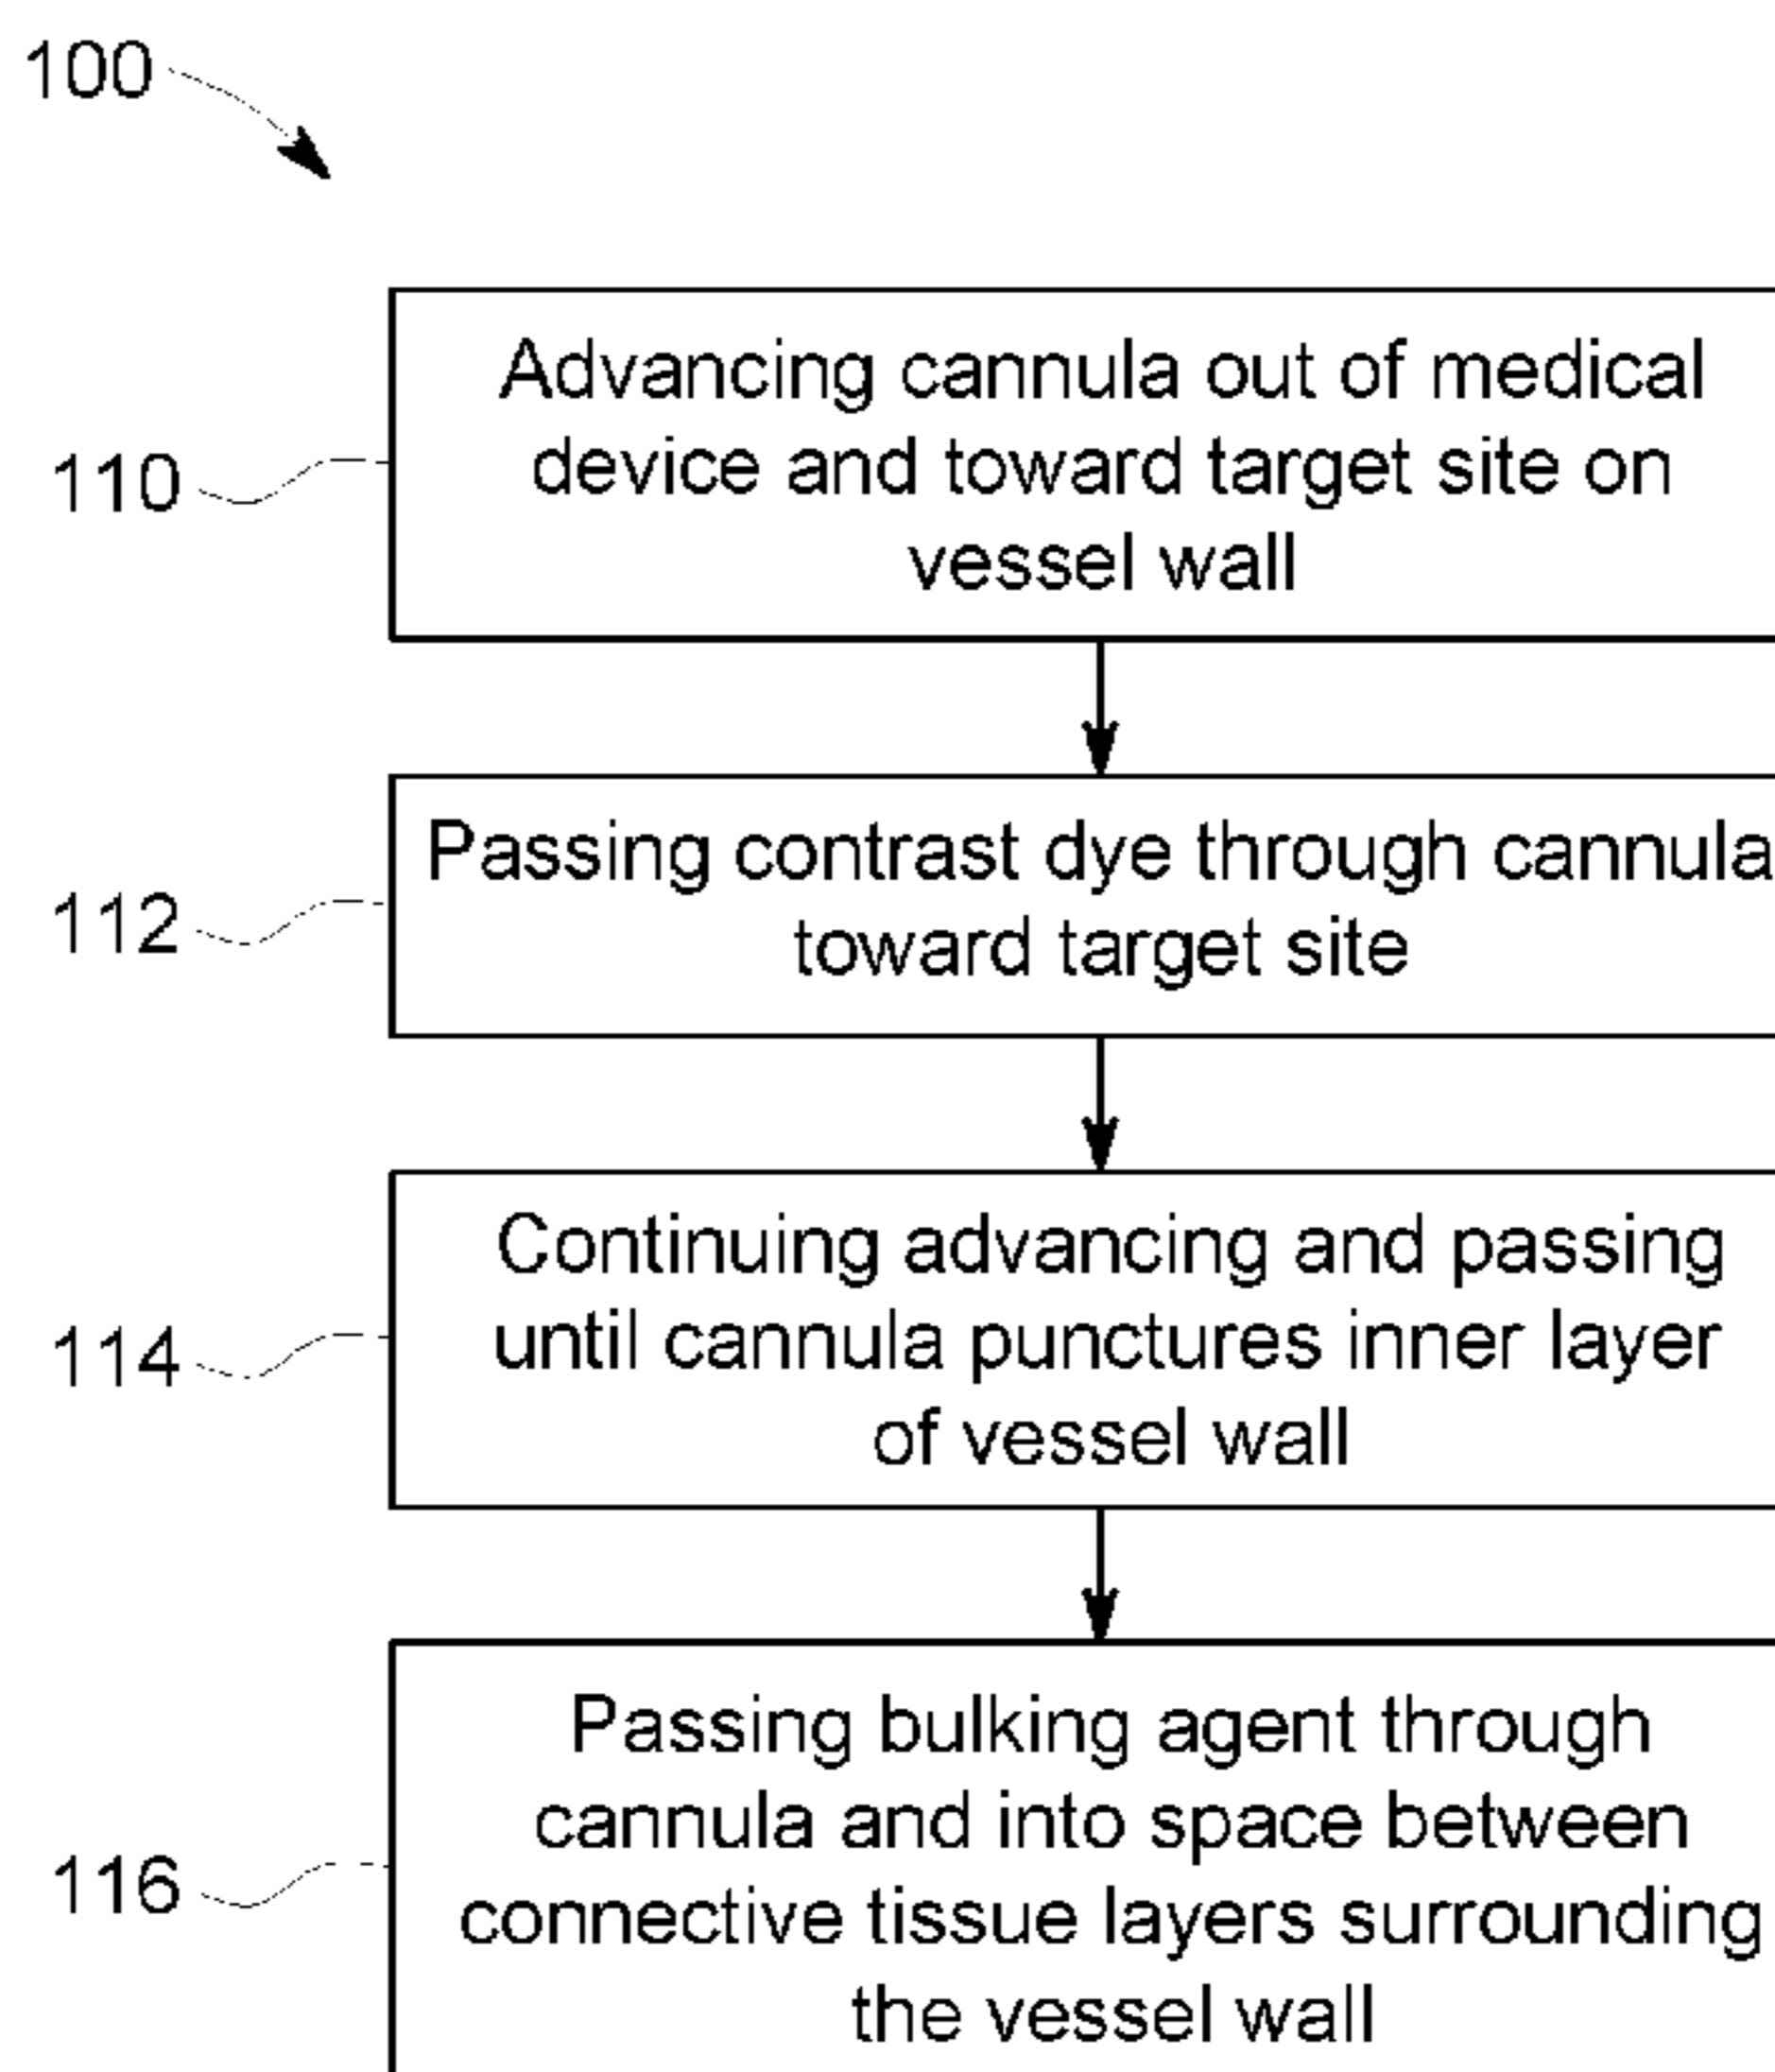 100
Advancing cannula out of medical
device and toward target site on
vessel wall
110
Passing contrast dye through cannula
toward target site
112
Continuing advancing and passing
until cannula punctures inner layer
of vessel wall
114
Passing bulking agent through
cannula and into space between
connective tissue layers surrounding
the vessel wall
116